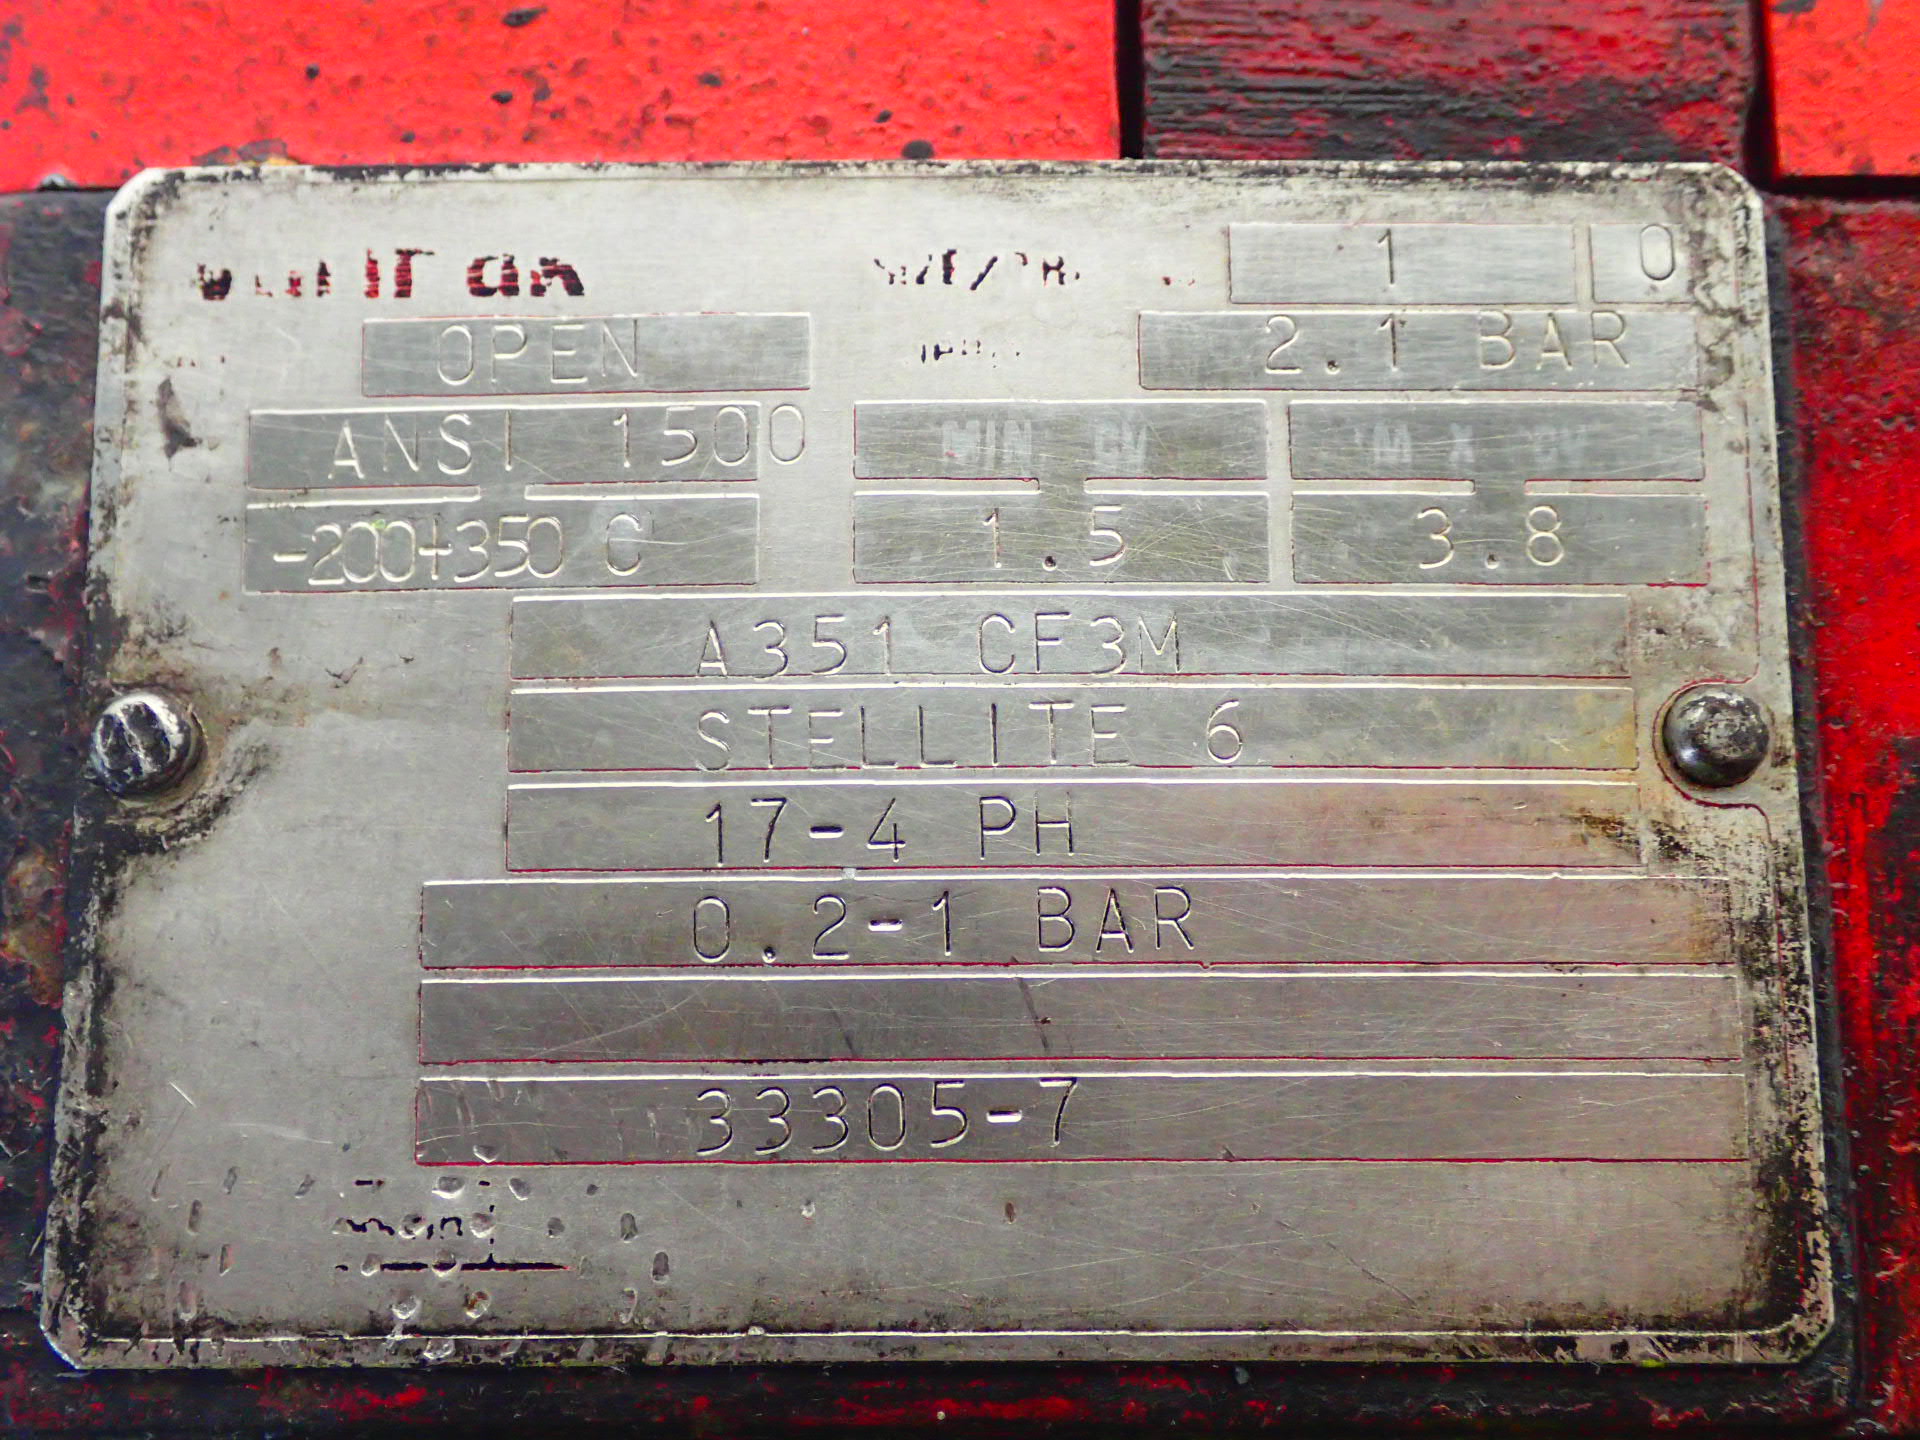 1 0
OPEN 2.1 BAR
ANSI 1500 MIN CV M X CV
-200+350 C 1.5 3.8
A351 CF3M
STELLITE 6
17-4 PH
0.2-1 BAR
33305-7